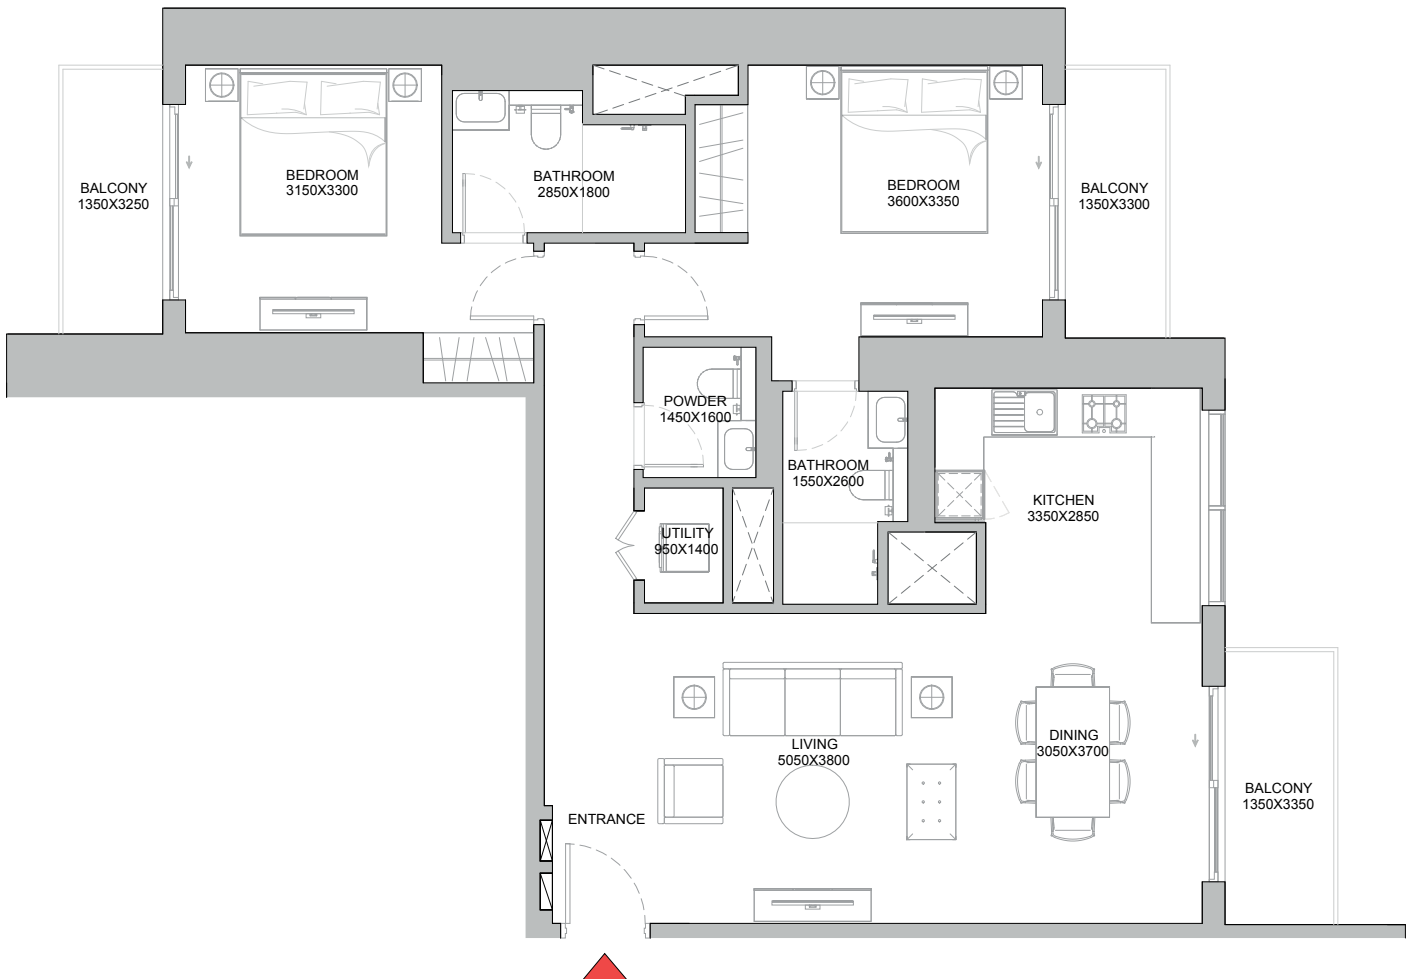 BALCONY
1350X3250
BEDROOM
3150X3300
BATHROOM
2850X1800
BEDROOM
3600X3350
BALCONY
1350X3300
POWDER
1450X1600
BATHROOM
1550X2600
KITCHEN
3350X2850
UTILITY
950X1400
LIVING
5050X3800
DINING
3050X3700
BALCONY
1350X3350
ENTRANCE